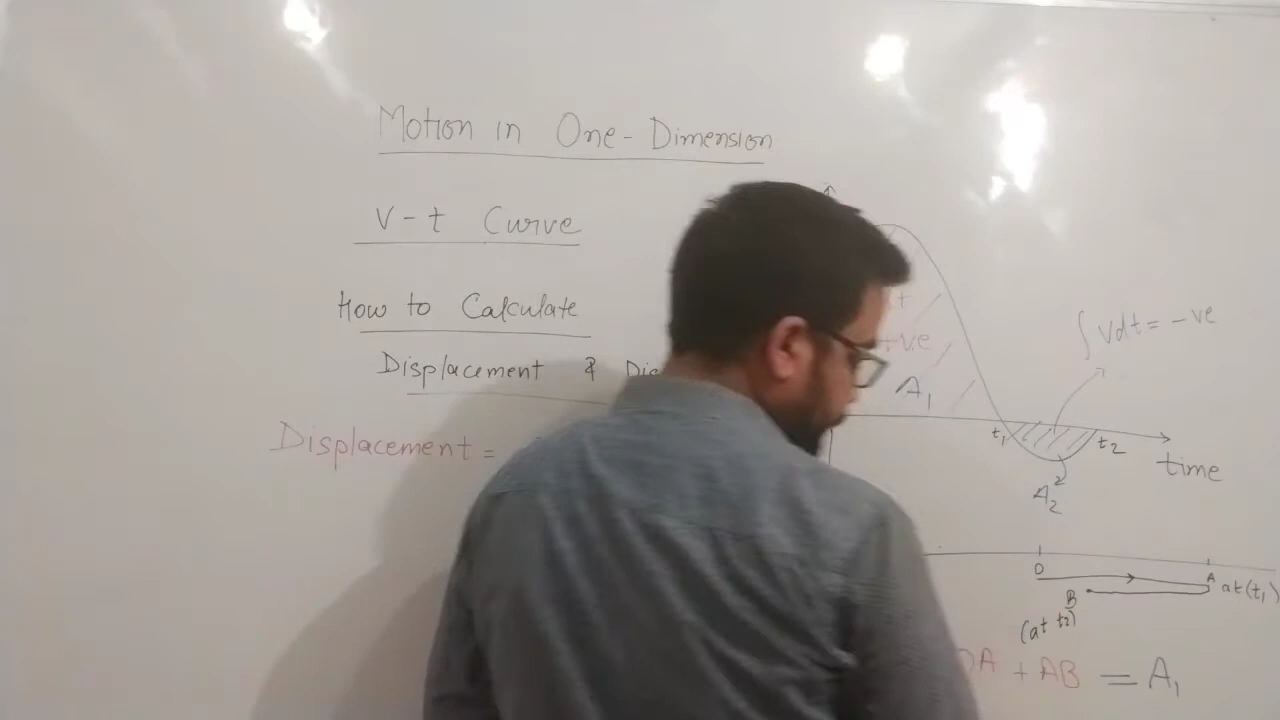 Motion in One-Dimension
V-t Curve
How to Calculate
Displacement &
Displacement =
+
+ve
A1
∫Vdt = -ve
t1
t2
time
A2
O
A at(t1)
B
(at t2)
OA + AB = A1